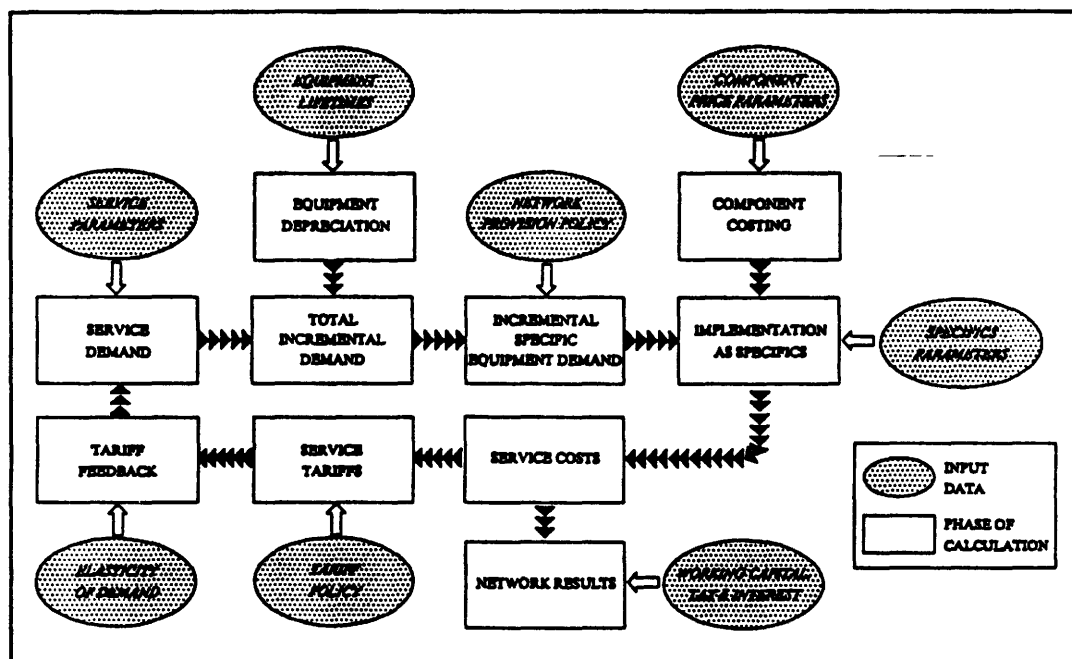 EQUIPMENT
LIFETIMES
COMPONENT
PRICE PARAMETERS
SERVICE
PARAMETERS
EQUIPMENT
DEPRECIATION
NETWORK
PROVISION POLICY
COMPONENT
COSTING
SERVICE
DEMAND
TOTAL
INCREMENTAL
DEMAND
INCREMENTAL
SPECIFIC
EQUIPMENT DEMAND
IMPLEMENTATION
AS SPECIFICS
SPECIFICS
PARAMETERS
TARIFF
FEEDBACK
SERVICE
TARIFFS
SERVICE COSTS
INPUT
DATA
PHASE OF
CALCULATION
ELASTICITY
OF DEMAND
TARIFF
POLICY
NETWORK RESULTS
WORKING CAPITAL,
TAX & INTEREST